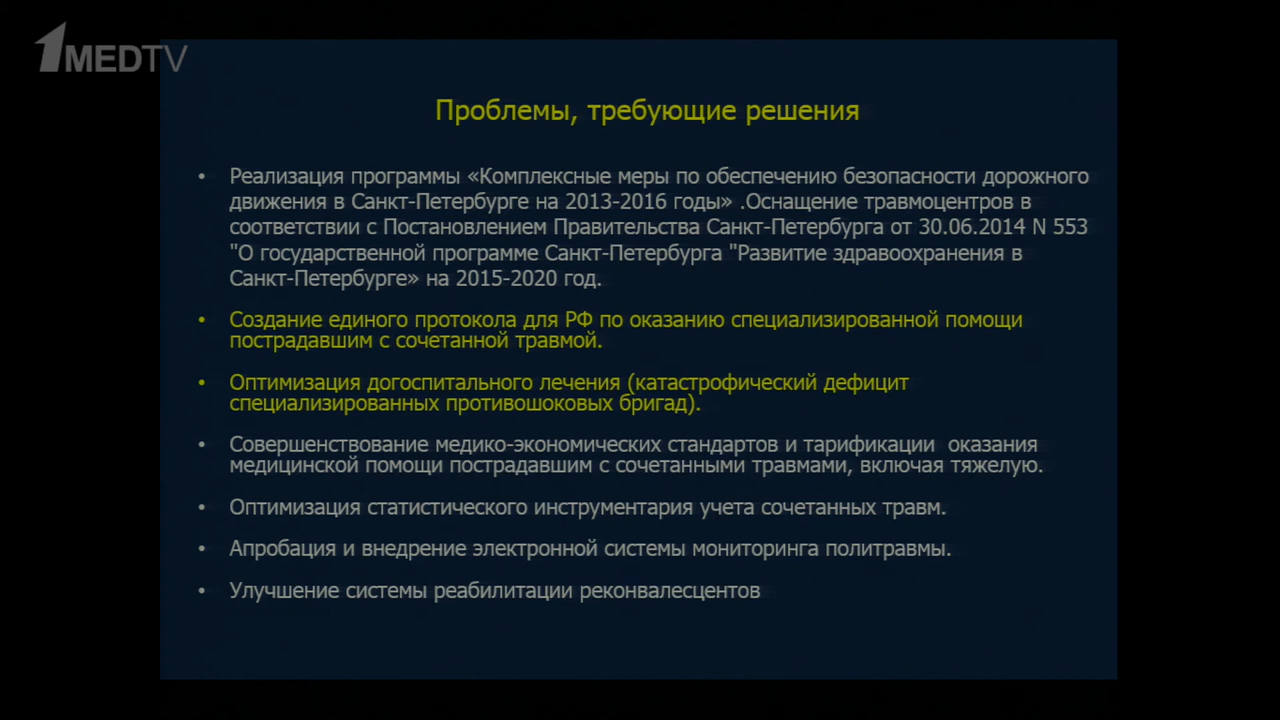 1MEDTV
Проблемы, требующие решения
• Реализация программы «Комплексные меры по обеспечению безопасности дорожного
движения в Санкт-Петербурге на 2013-2016 годы» .Оснащение травмоцентров в
соответствии с Постановлением Правительства Санкт-Петербурга от 30.06.2014 N 553
"О государственной программе Санкт-Петербурга "Развитие здравоохранения в
Санкт-Петербурге» на 2015-2020 год.
• Создание единого протокола для РФ по оказанию специализированной помощи
пострадавшим с сочетанной травмой.
• Оптимизация догоспитального лечения (катастрофический дефицит
специализированных противошоковых бригад).
• Совершенствование медико-экономических стандартов и тарификации оказания
медицинской помощи пострадавшим с сочетанными травмами, включая тяжелую.
• Оптимизация статистического инструментария учета сочетанных травм.
• Апробация и внедрение электронной системы мониторинга политравмы.
• Улучшение системы реабилитации реконвалесцентов